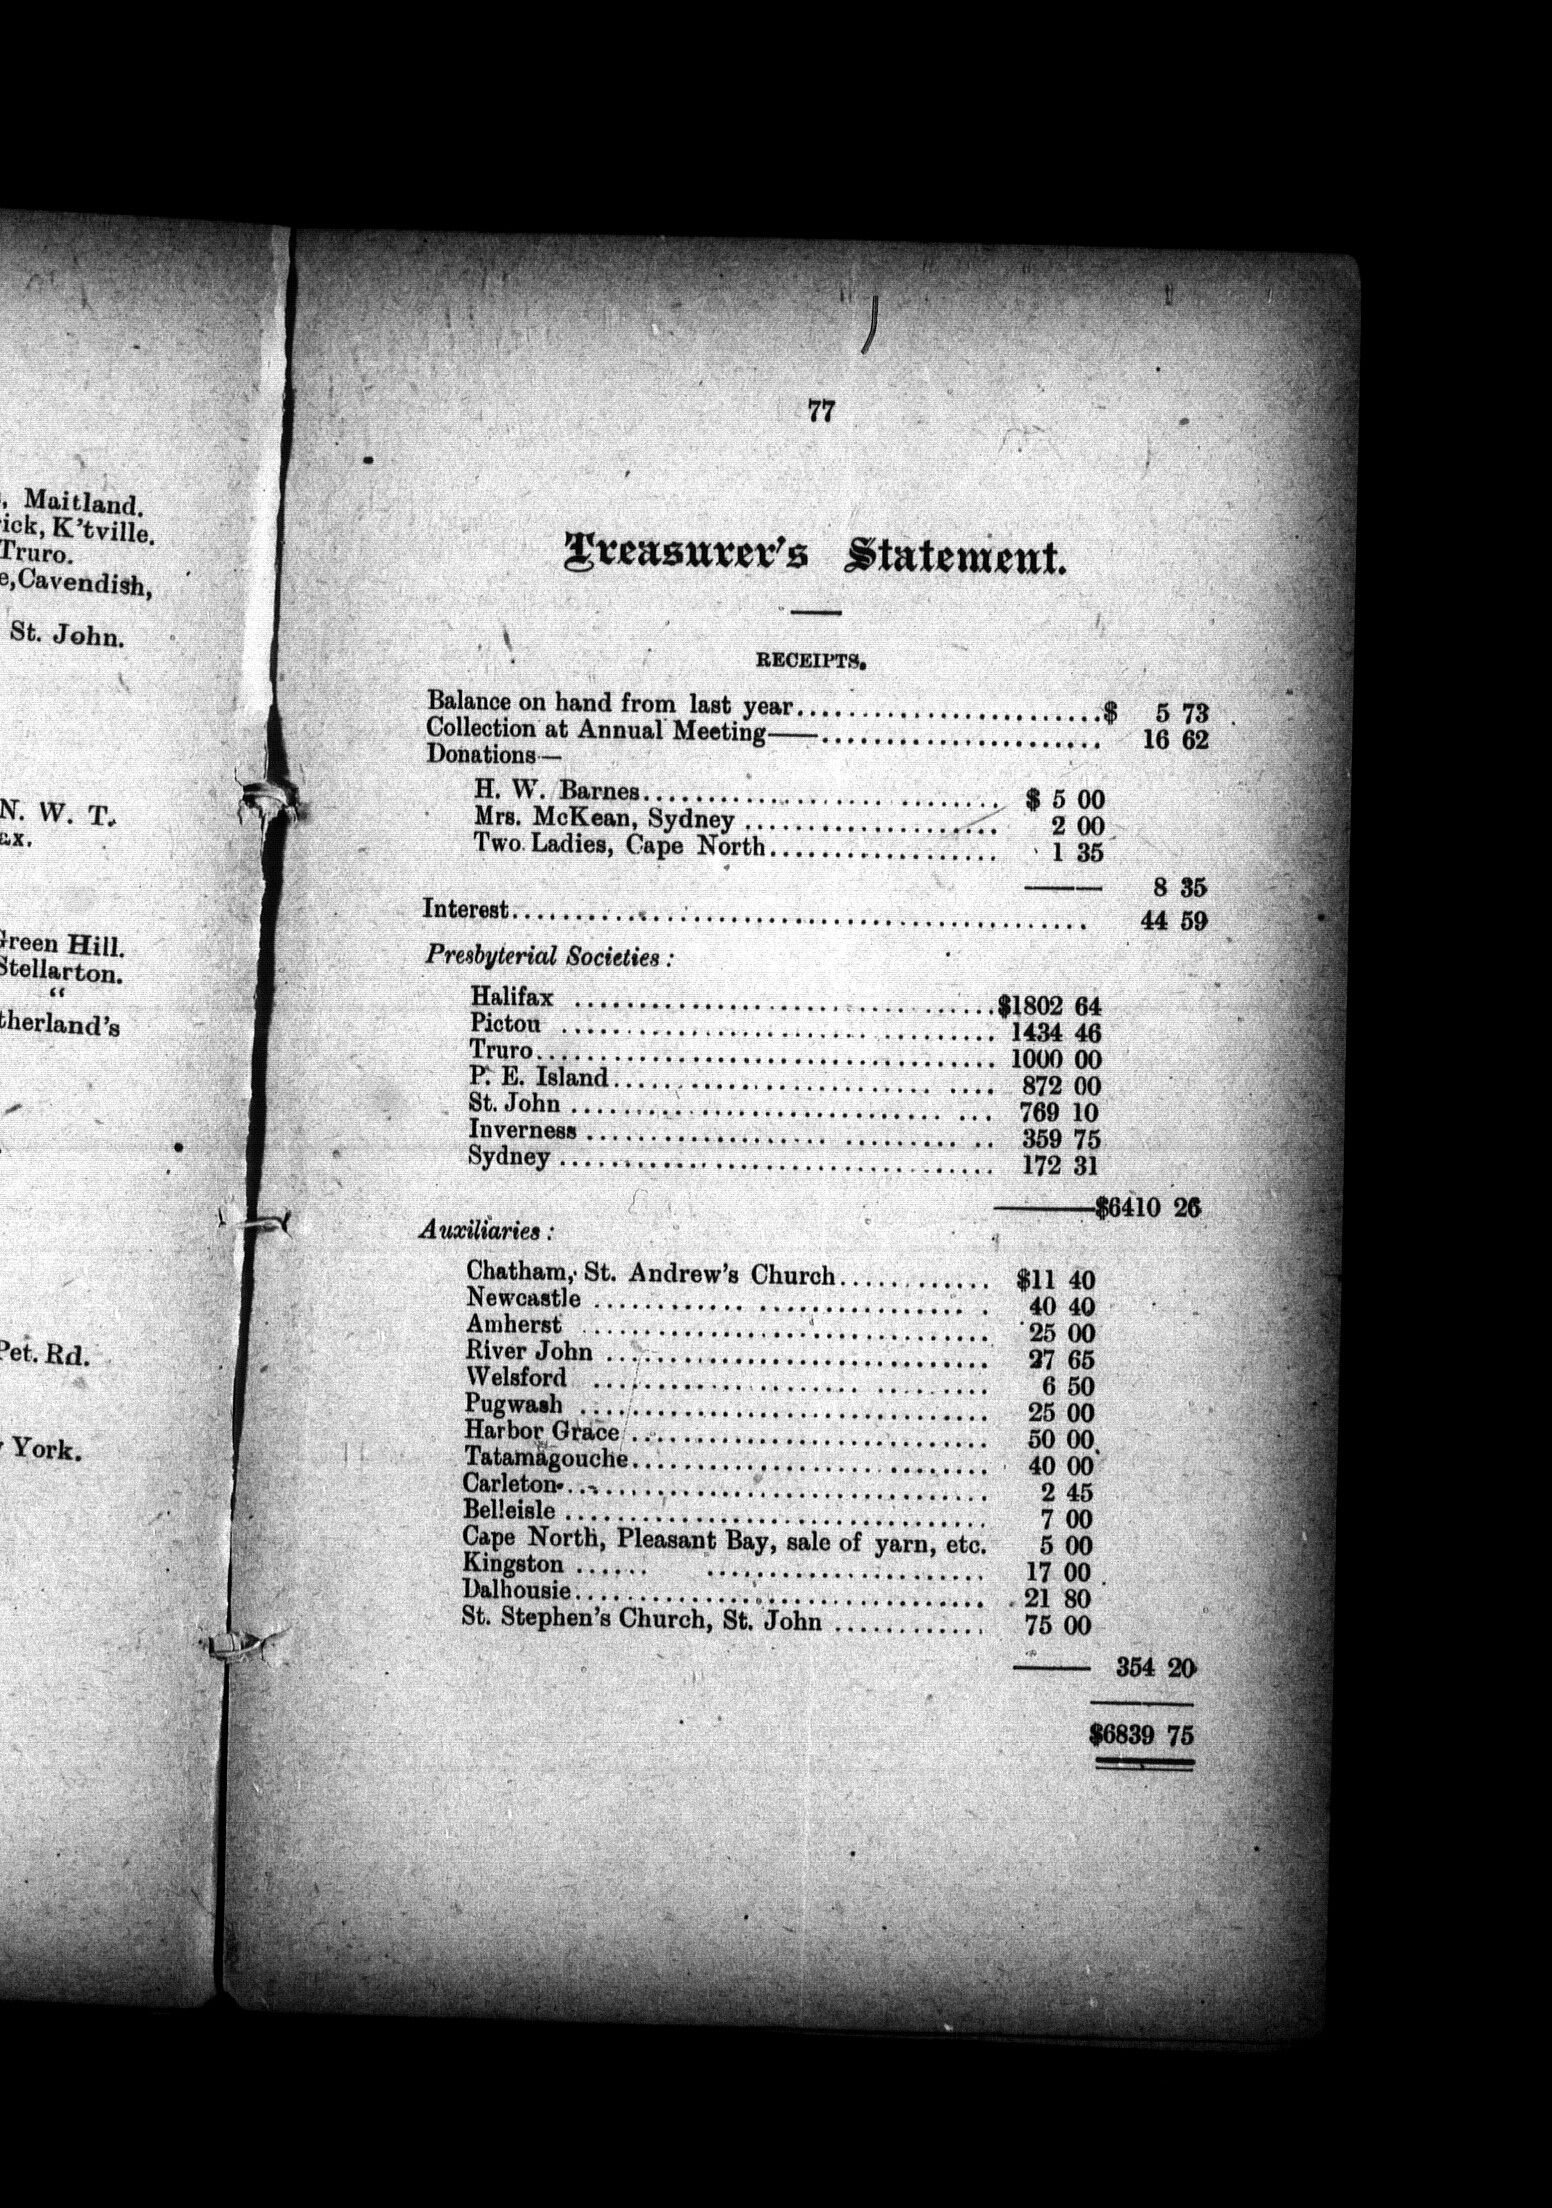 Maitland.
K'tville.
Truro.
Cavendish,
St. John.
N. W. T.
Green Hill.
Stellarton.
"
Pet. Rd.
York.
77
Treasurer's Statement.
RECEIPTS.
Balance on hand from last year........................$ 5 73
Collection at Annual Meeting——...................... 16 62
Donations—
H. W. Barnes............................ $ 5 00
Mrs. McKean, Sydney .................... 2 00
Two Ladies, Cape North.................. 1 35
8 35
Interest............................................. 44 59
Presbyterial Societies :
Halifax .................................$1802 64
Pictou .................................. 1434 46
Truro.................................... 1000 00
P. E. Island............................. 872 00
St. John ................................ 769 10
Inverness ............................... 359 75
Sydney .................................. 172 31
$6410 26
Auxiliaries :
Chatham, St. Andrew's Church............ $11 40
Newcastle ............................... 40 40
Amherst ................................ 25 00
River John .............................. 27 65
Welsford ............................... 6 50
Pugwash ................................ 25 00
Harbor Grace ............................ 50 00
Tatamagouche............................ 40 00
Carleton................................. 2 45
Belleisle ................................. 7 00
Cape North, Pleasant Bay, sale of yarn, etc. 5 00
Kingston ...... ...................... 17 00
Dalhousie................................ 21 80
St. Stephen's Church, St. John ............ 75 00
354 20
$6839 75